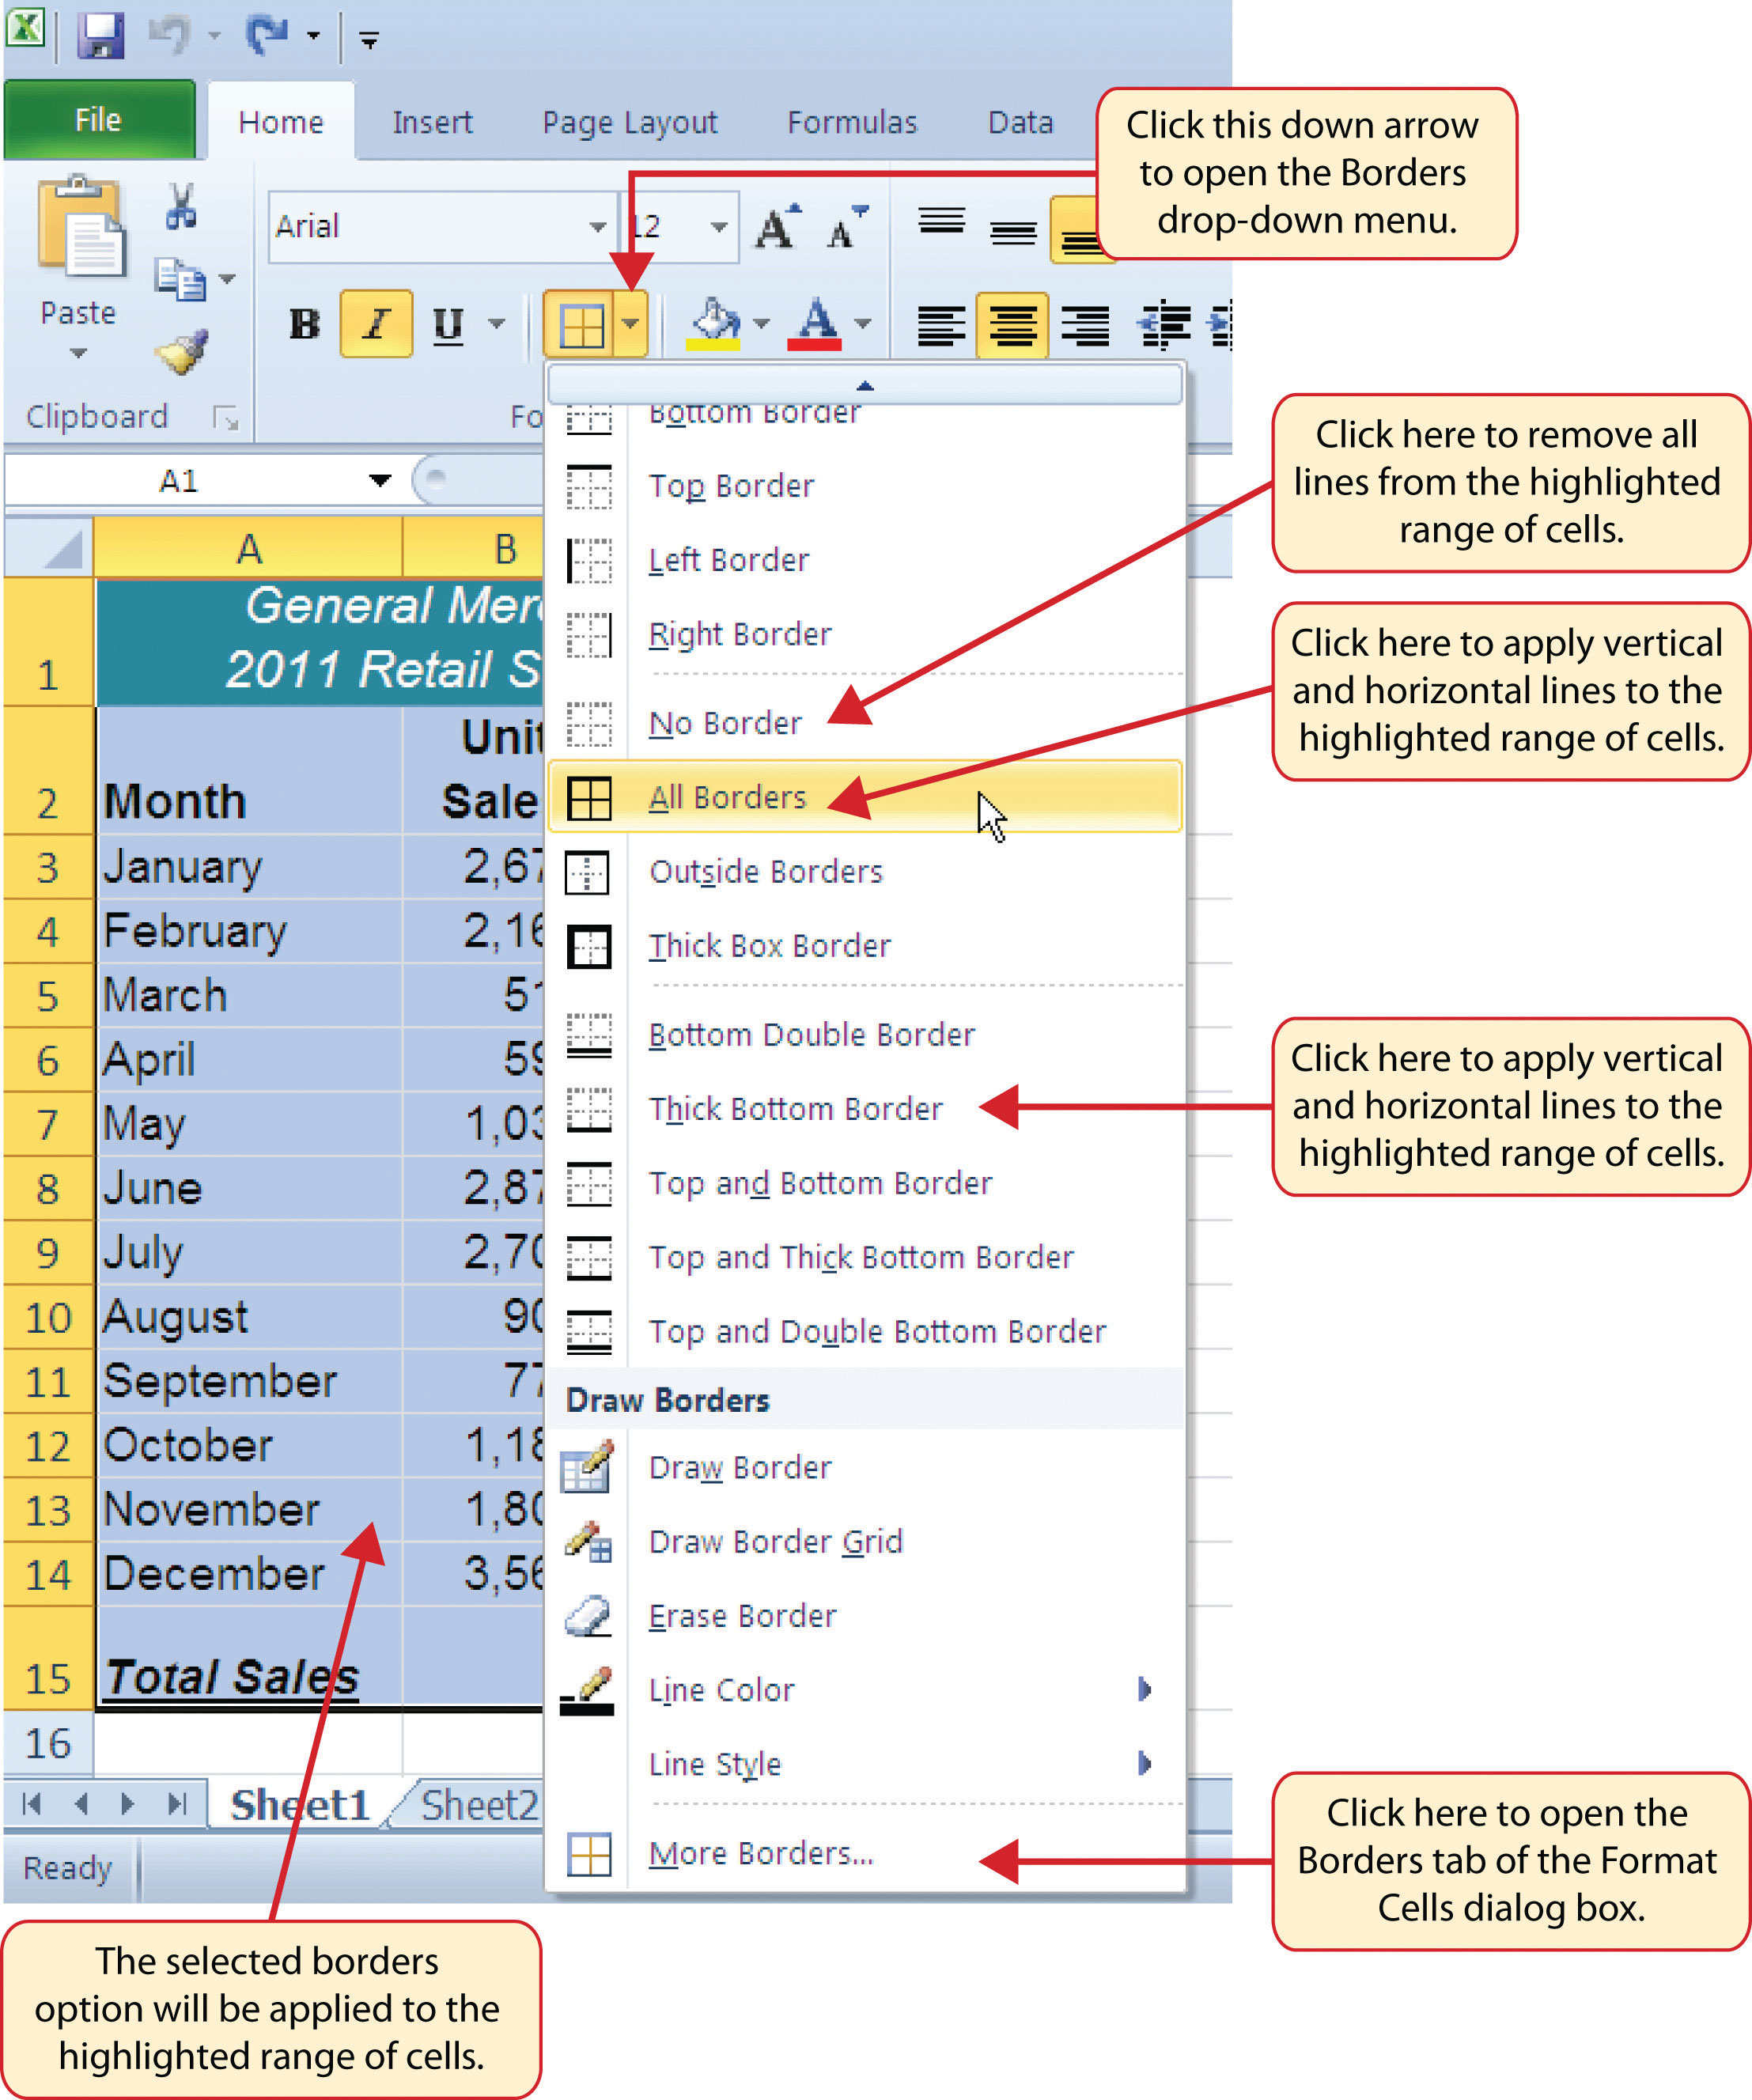 File
Home
Insert
Page Layout
Formulas
Data
Click this down arrow
to open the Borders
drop-down menu.
Arial
12
A
A
Paste
B
I
U
A
Clipboard
Fo
A1
Bottom Border
Top Border
Left Border
Right Border
No Border
All Borders
Outside Borders
Thick Box Border
Bottom Double Border
Thick Bottom Border
Top and Bottom Border
Top and Thick Bottom Border
Top and Double Bottom Border
Draw Borders
Draw Border
Draw Border Grid
Erase Border
Line Color
Line Style
More Borders...
Click here to remove all
lines from the highlighted
range of cells.
Click here to apply vertical
and horizontal lines to the
highlighted range of cells.
Click here to apply vertical
and horizontal lines to the
highlighted range of cells.
Click here to open the
Borders tab of the Format
Cells dialog box.
A B
General Mer
1 2011 Retail S
Unit
2 Month Sale
3 January 2,67
4 February 2,16
5 March 51
6 April 59
7 May 1,03
8 June 2,87
9 July 2,70
10 August 90
11 September 77
12 October 1,18
13 November 1,80
14 December 3,56
15 Total Sales
16
Sheet1 Sheet2
Ready
The selected borders
option will be applied to the
highlighted range of cells.